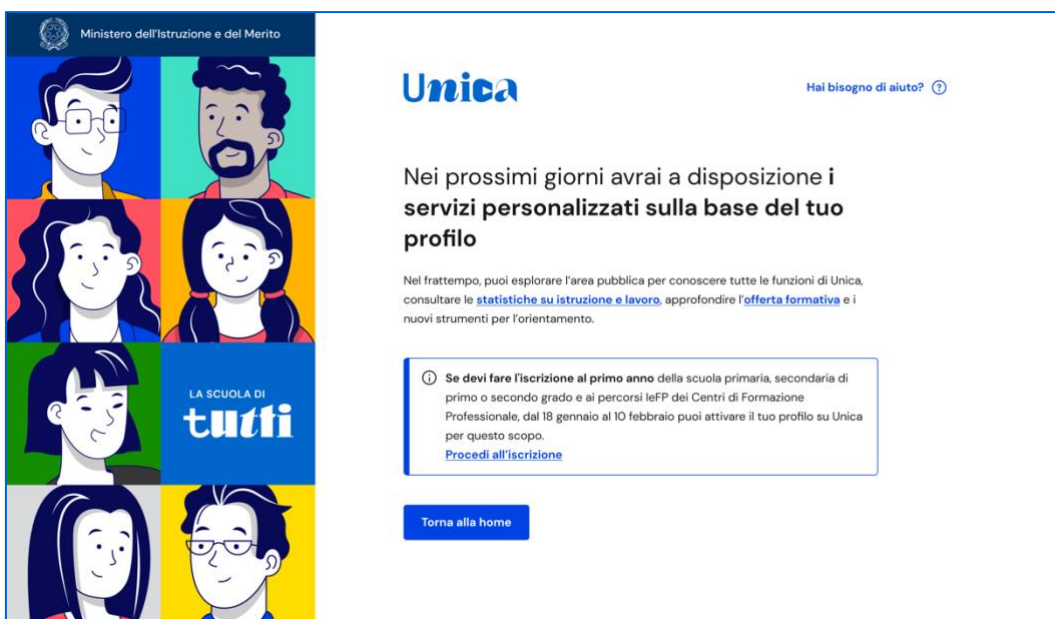 Ministero dell'Istruzione e del Merito
Unica
Hai bisogno di aiuto?
Nei prossimi giorni avrai a disposizione i
servizi personalizzati sulla base del tuo
profilo
Nel frattempo, puoi esplorare l'area pubblica per conoscere tutte le funzioni di Unica,
consultare le statistiche su istruzione e lavoro, approfondire l'offerta formativa e i
nuovi strumenti per l'orientamento.
Se devi fare l'iscrizione al primo anno della scuola primaria, secondaria di
primo o secondo grado e ai percorsi IeFP dei Centri di Formazione
Professionale, dal 18 gennaio al 10 febbraio puoi attivare il tuo profilo su Unica
per questo scopo.
Procedi all'iscrizione
LA SCUOLA DI
tutti
Torna alla home